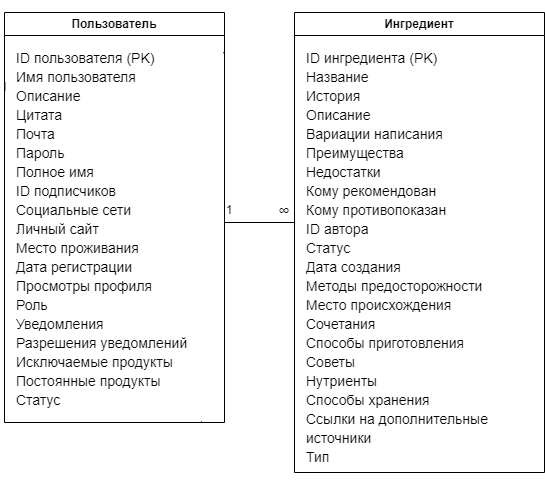 Пользователь
ID пользователя (PK)
Имя пользователя
Описание
Цитата
Почта
Пароль
Полное имя
ID подписчиков
Социальные сети
Личный сайт
Место проживания
Дата регистрации
Просмотры профиля
Роль
Уведомления
Разрешения уведомлений
Исключаемые продукты
Постоянные продукты
Статус
1 ∞
Ингредиент
ID ингредиента (PK)
Название
История
Описание
Вариации написания
Преимущества
Недостатки
Кому рекомендован
Кому противопоказан
ID автора
Статус
Дата создания
Методы предосторожности
Место происхождения
Сочетания
Способы приготовления
Советы
Нутриенты
Способы хранения
Ссылки на дополнительные
источники
Тип